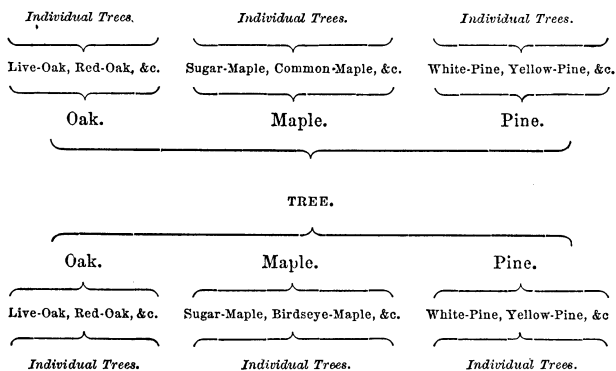 Individual Trees. Individual Trees. Individual Trees.
Live-Oak, Red-Oak, &c. Sugar-Maple, Common-Maple, &c. White-Pine, Yellow-Pine, &c.
Oak. Maple. Pine.
TREE.
Oak. Maple. Pine.
Live-Oak, Red-Oak, &c. Sugar-Maple, Birdseye-Maple, &c. White-Pine, Yellow-Pine, &c
Individual Trees. Individual Trees. Individual Trees.